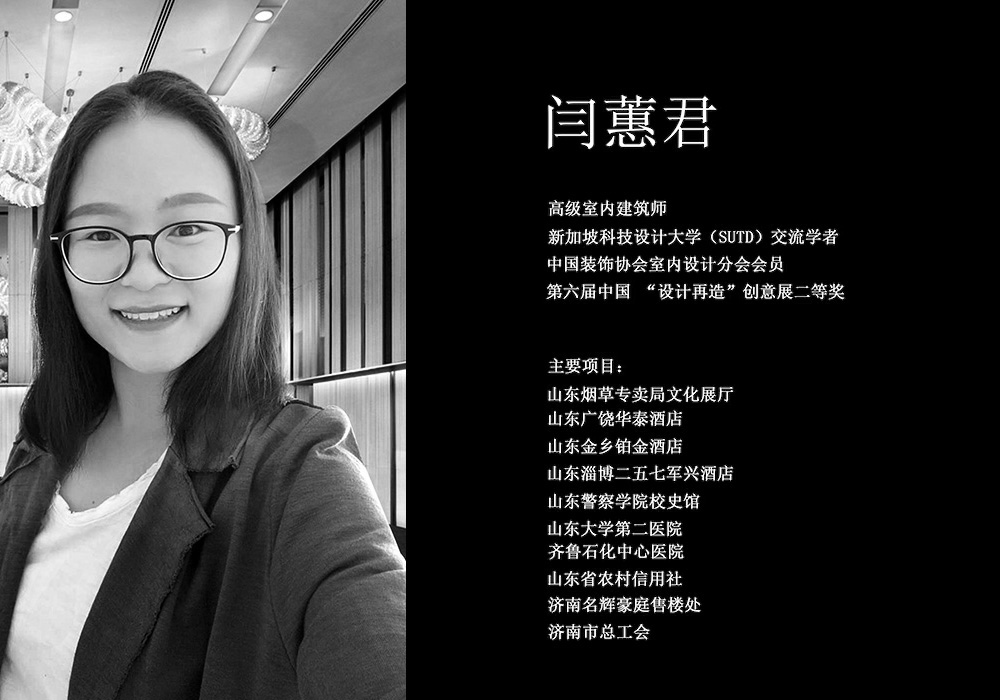 闫蕙君
高级室内建筑师
新加坡科技设计大学（SUTD）交流学者
中国装饰协会室内设计分会会员
第六届中国 “设计再造”创意展二等奖
主要项目：
山东烟草专卖局文化展厅
山东广饶华泰酒店
山东金乡铂金酒店
山东淄博二五七军兴酒店
山东警察学院校史馆
山东大学第二医院
齐鲁石化中心医院
山东省农村信用社
济南名辉豪庭售楼处
济南市总工会